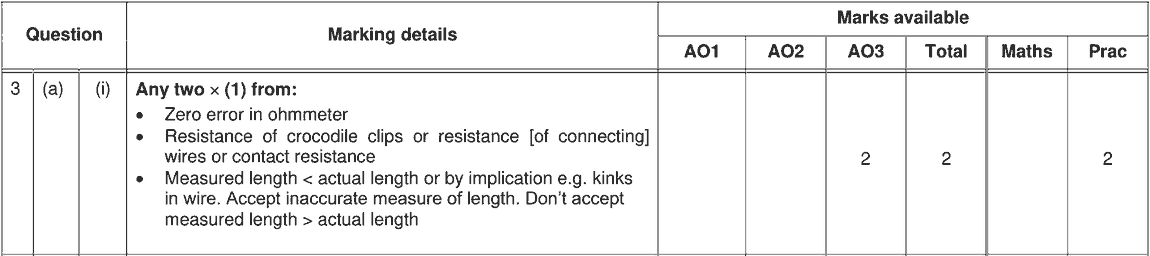 Question Marking details Marks available
AO1 AO2 AO3 Total Maths Prac
3 (a) (i) Any two × (1) from:
• Zero error in ohmmeter
• Resistance of crocodile clips or resistance [of connecting]
wires or contact resistance
2 2 2
• Measured length < actual length or by implication e.g. kinks
in wire. Accept inaccurate measure of length. Don't accept
measured length > actual length